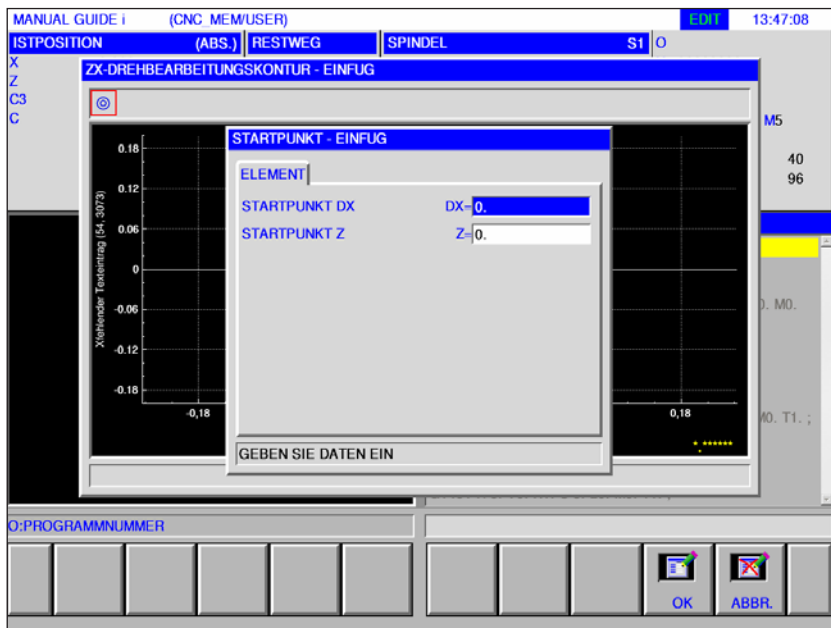 MANUAL GUIDE i (CNC_MEM/USER) EDIT 13:47:08
ISTPOSITION (ABS.) RESTWEG SPINDEL S1 O
X
Z
C3
C
M5
40
96
ZX-DREHBEARBEITUNGSKONTUR - EINFUG
STARTPUNKT - EINFUG
ELEMENT
STARTPUNKT DX DX=0.
STARTPUNKT Z Z=0.
GEBEN SIE DATEN EIN
Xfehlender Texteintrag (54, 3073)
0.18
0.12
0.06
0
-0.06
-0.12
-0.18
-0,18 0,18
*.******
0. M0.
M0. T1. ;
O:PROGRAMMNUMMER
OK ABBR.